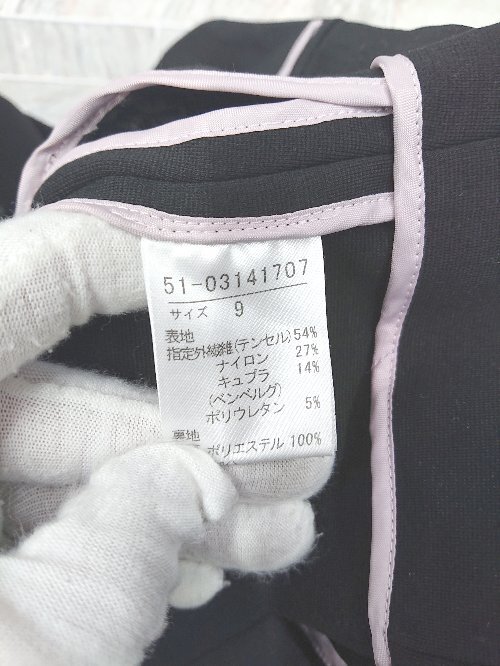 51-03141707
サイズ 9
表地
指定外繊維(テンセル)54%
ナイロン 27%
キュプラ 14%
(ベンベルグ)
ポリウレタン 5%
裏地
ポリエステル 100%